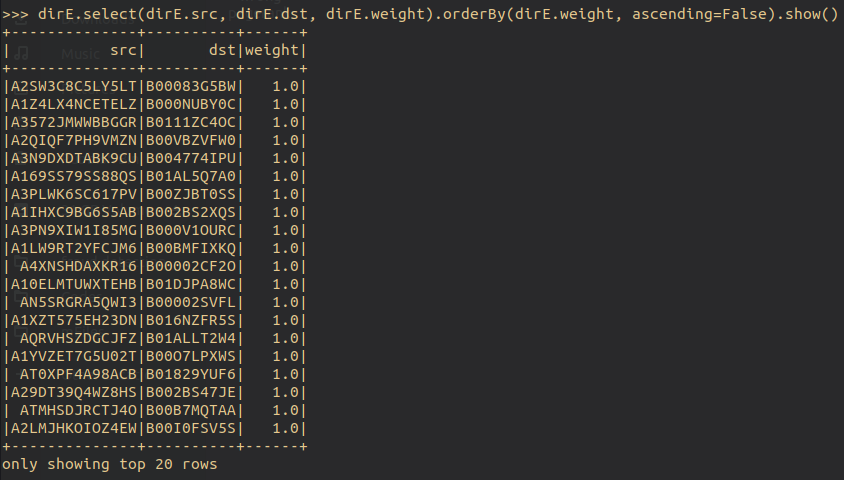 >>> dirE.select(dirE.src, dirE.dst, dirE.weight).orderBy(dirE.weight, ascending=False).show()
+--------------+----------+------+
|           src|       dst|weight|
+--------------+----------+------+
|A2SW3C8C5LY5LT|B00083G5BW|   1.0|
|A1Z4LX4NCETELZ|B000NUBY0C|   1.0|
|A3572JMWWBBGGR|B0111ZC4OC|   1.0|
|A2QIQF7PH9VMZN|B00VBZVFW0|   1.0|
|A3N9DXDTABK9CU|B004774IPU|   1.0|
|A169SS79SS88QS|B01AL5Q7A0|   1.0|
|A3PLWK6SC617PV|B00ZJBT0SS|   1.0|
|A1IHXC9BG6S5AB|B002BS2XQS|   1.0|
|A3PN9XIW1I85MG|B000V1OURC|   1.0|
|A1LW9RT2YFCJM6|B00BMFIXKQ|   1.0|
| A4XNSHDAXKR16|B00002CF2O|   1.0|
|A10ELMTUWXTEHB|B01DJPA8WC|   1.0|
| AN5SRGRA5QWI3|B00002SVFL|   1.0|
|A1XZT575EH23DN|B016NZFR5S|   1.0|
| AQRVHSZDGCJFZ|B01ALLT2W4|   1.0|
|A1YVZET7G5U02T|B00O7LPXWS|   1.0|
| AT0XPF4A98ACB|B01829YUF6|   1.0|
|A29DT39Q4WZ8HS|B002BS47JE|   1.0|
| ATMHSDJRCTJ4O|B00B7MQTAA|   1.0|
|A2LMJHKOIOZ4EW|B00I0FSV5S|   1.0|
+--------------+----------+------+
only showing top 20 rows